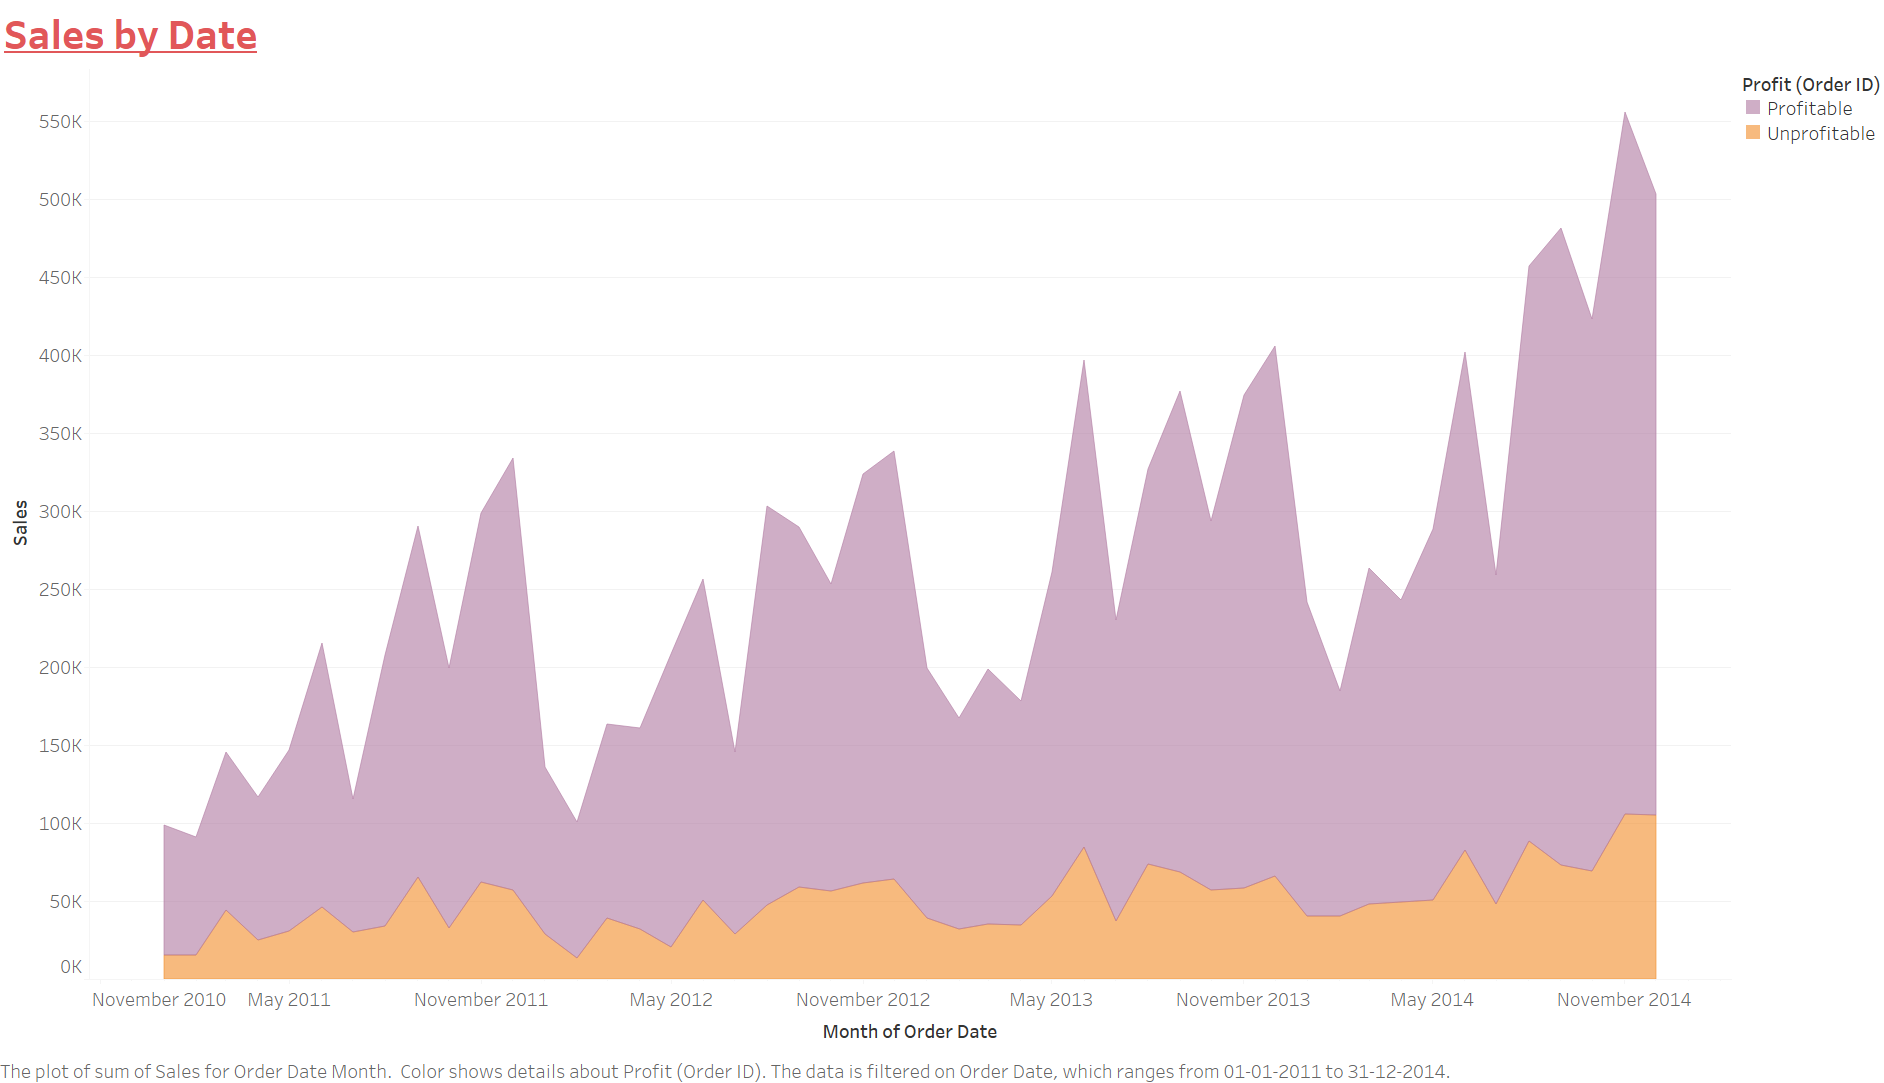 Sales by Date
Profit (Order ID)
Profitable
Unprofitable
550K
500K
450K
400K
350K
300K
250K
200K
150K
100K
50K
0K
Sales
November 2010 May 2011 November 2011 May 2012 November 2012 May 2013 November 2013 May 2014 November 2014
Month of Order Date
The plot of sum of Sales for Order Date Month. Color shows details about Profit (Order ID). The data is filtered on Order Date, which ranges from 01-01-2011 to 31-12-2014.